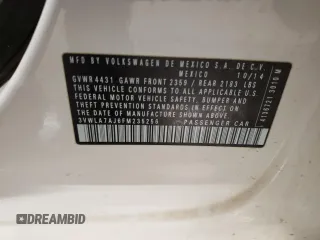 MFD BY VOLKSWAGEN DE MEXICO S.A. DE C.V.
MEXICO 10/14
GVWR 4431 GAWR FRONT 2359 / REAR 2183 LBS
THIS VEHICLE CONFORMS TO ALL APPLICABLE
FEDERAL MOTOR VEHICLE SAFETY, BUMPER AND
THEFT PREVENTION STANDARDS IN EFFECT ON
THE DATE OF MANUFACTURE SHOWN ABOVE
3VWLA7AJ6FM239256 PASSENGER CAR
DREAMBID